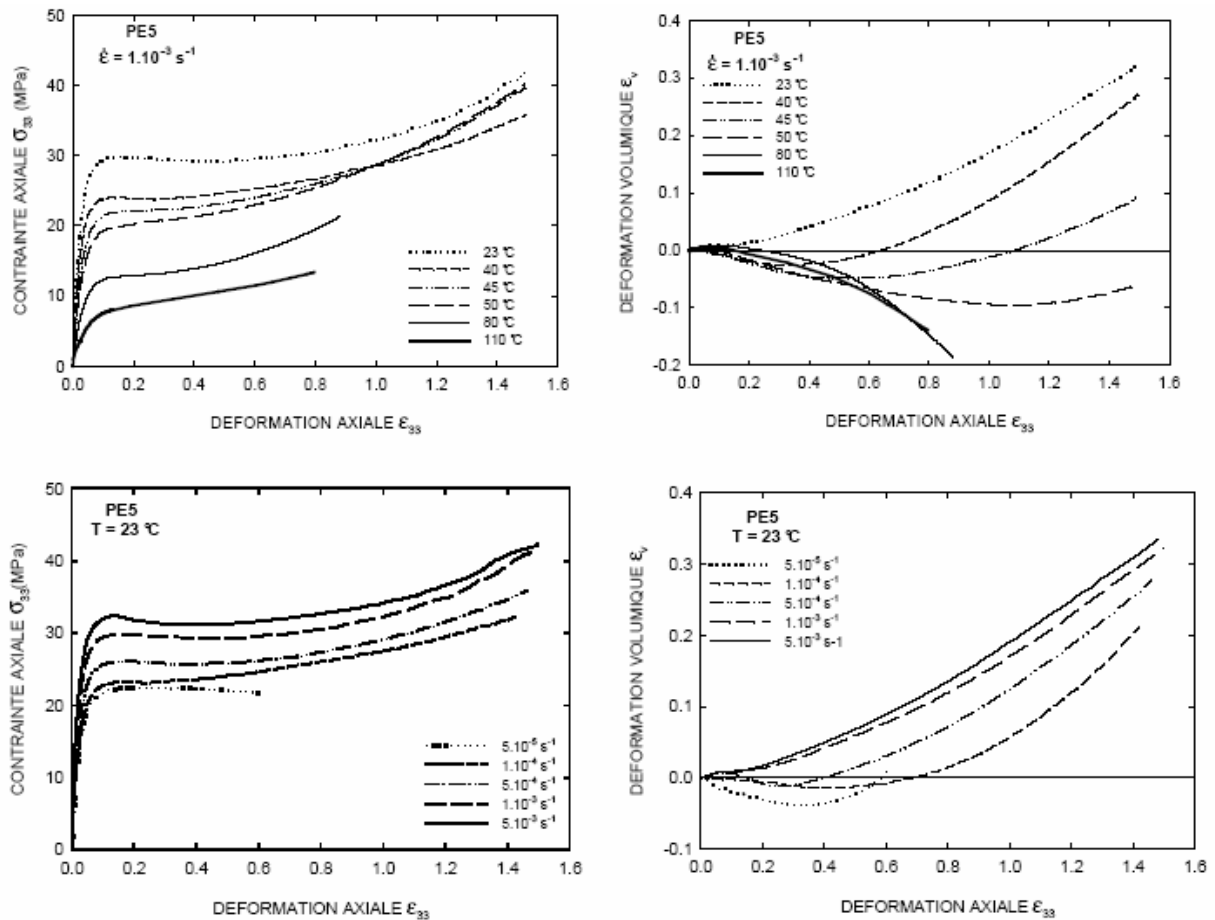 50
40
30
20
10
0
CONTRAINTE AXIALE σ33 (MPa)
PE5
ε̇ = 1.10⁻³ s⁻¹
23 °C
40 °C
45 °C
50 °C
80 °C
110 °C
0.0 0.2 0.4 0.6 0.8 1.0 1.2 1.4 1.6
DEFORMATION AXIALE ε33
0.4
0.3
0.2
0.1
0.0
-0.1
-0.2
DEFORMATION VOLUMIQUE εv
PE5
ε̇ = 1.10⁻³ s⁻¹
23 °C
40 °C
45 °C
50 °C
80 °C
110 °C
0.0 0.2 0.4 0.6 0.8 1.0 1.2 1.4 1.6
DEFORMATION AXIALE ε33
50
40
30
20
10
0
CONTRAINTE AXIALE σ33(MPa)
PE5
T = 23 °C
5.10⁻⁵ s⁻¹
1.10⁻⁴ s⁻¹
5.10⁻⁴ s⁻¹
1.10⁻³ s⁻¹
5.10⁻³ s⁻¹
0.0 0.2 0.4 0.6 0.8 1.0 1.2 1.4 1.6
DEFORMATION AXIALE ε33
0.4
0.3
0.2
0.1
0.0
-0.1
DEFORMATION VOLUMIQUE εv
PE5
T = 23 °C
5.10⁻⁵ s⁻¹
1.10⁻⁴ s⁻¹
5.10⁻⁴ s⁻¹
1.10⁻³ s⁻¹
5.10⁻³ s-1
0.0 0.2 0.4 0.6 0.8 1.0 1.2 1.4 1.6
DEFORMATION AXIALE ε33